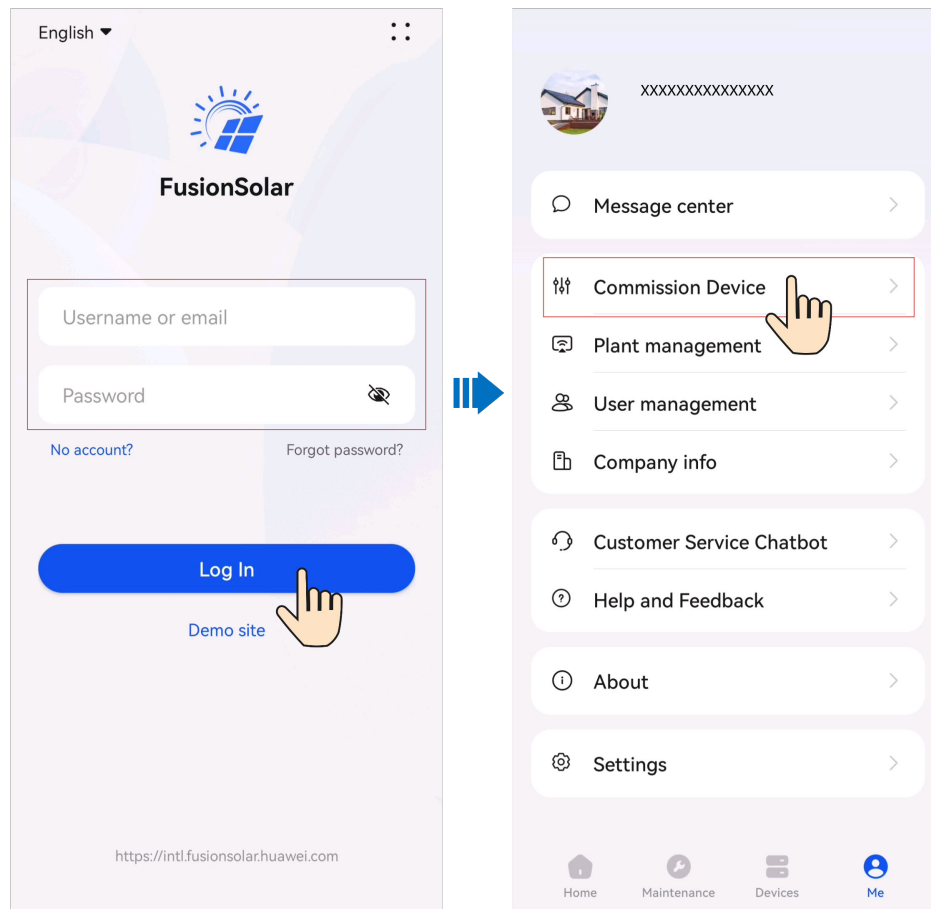 English
FusionSolar
Username or email
Password
No account?
Forgot password?
Log In
Demo site
https://intl.fusionsolar.huawei.com
XXXXXXXXXXXXXXX
Message center
Commission Device
Plant management
User management
Company info
Customer Service Chatbot
Help and Feedback
About
Settings
Home
Maintenance
Devices
Me